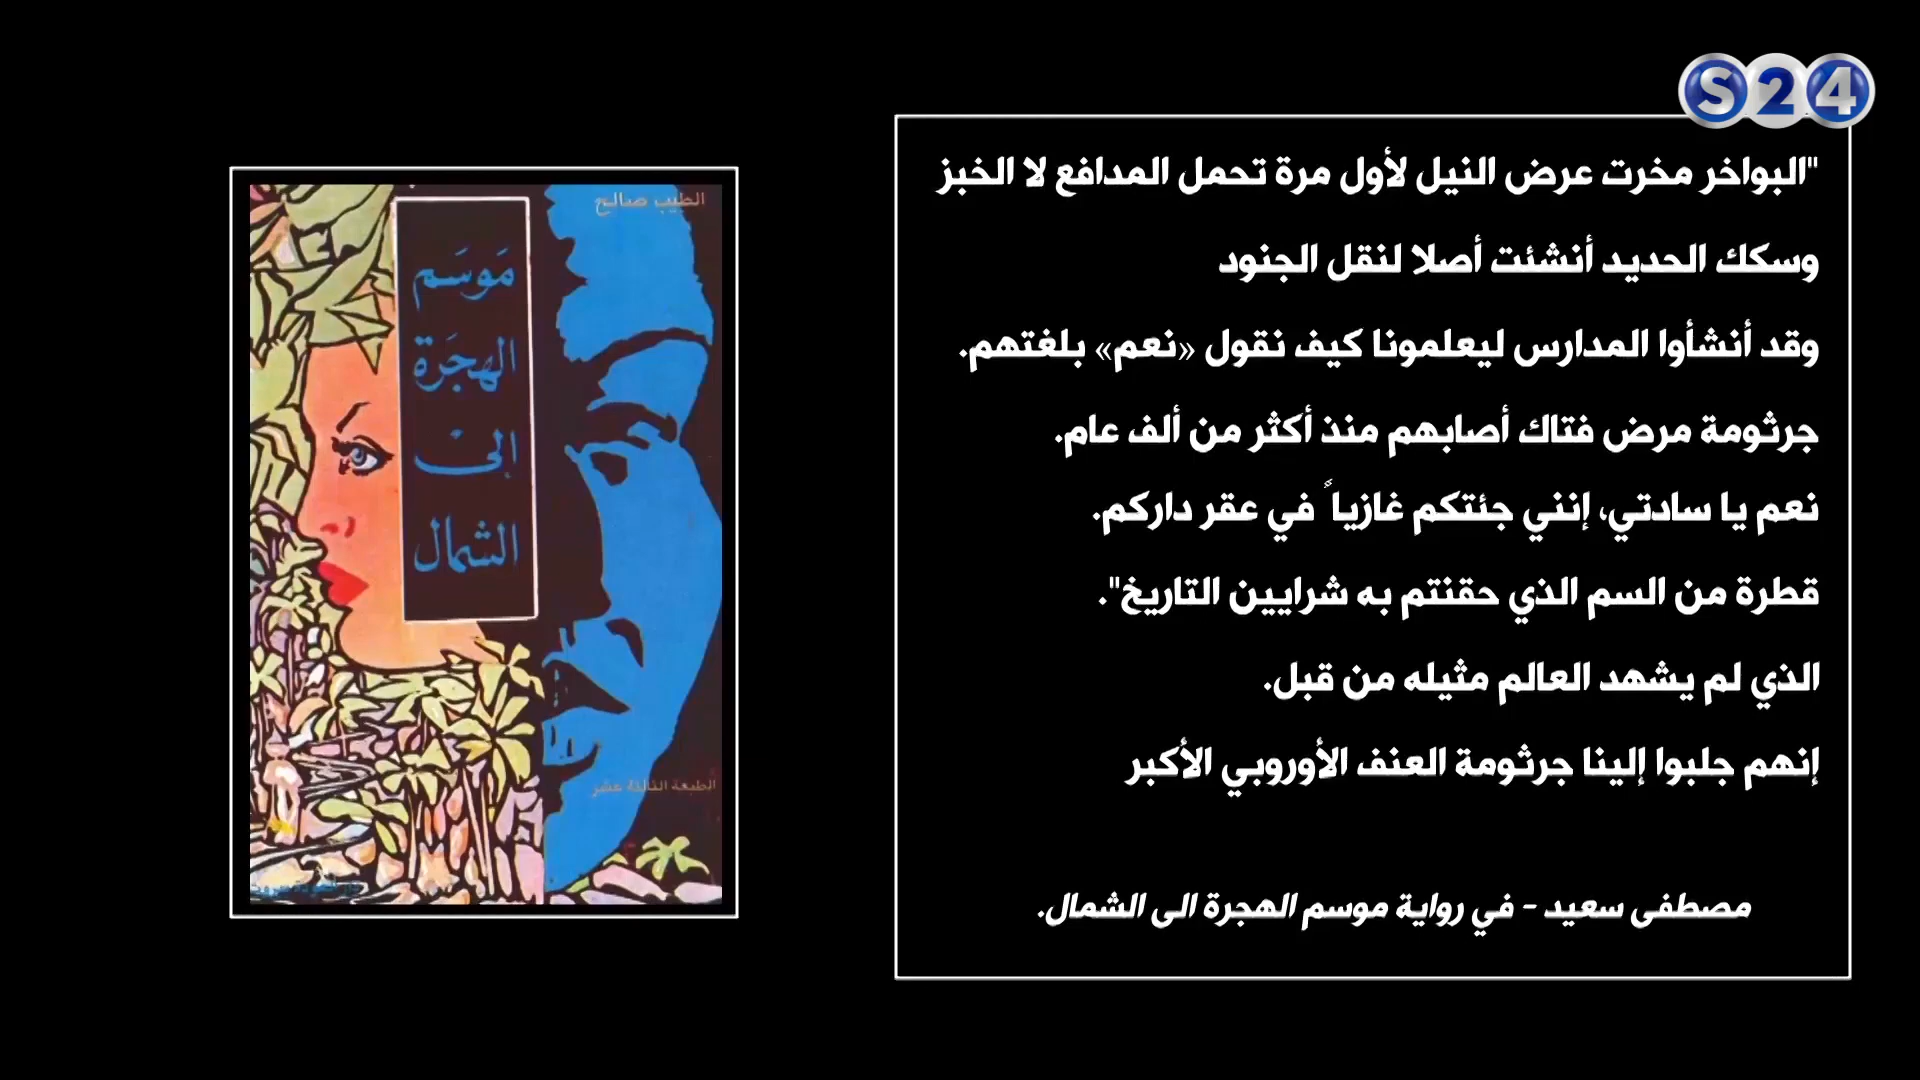 S24
"البواخر مخرت عرض النيل لأول مرة تحمل المدافع لا الخبز
وسكك الحديد أنشئت أصلا لنقل الجنود
وقد أنشأوا المدارس ليعلمونا كيف نقول «نعم» بلغتهم.
جرثومة مرض فتاك أصابهم منذ أكثر من ألف عام.
نعم يا سادتي، إنني جئتكم غازياً في عقر داركم.
قطرة من السم الذي حقنتم به شرايين التاريخ".
الذي لم يشهد العالم مثيله من قبل.
إنهم جلبوا إلينا جرثومة العنف الأوروبي الأكبر
مصطفى سعيد - في رواية موسم الهجرة الى الشمال.
الطيب صالح
مَوسَم
الهجَرة
إلى
الشمال
الطبعة الثالثة عشر